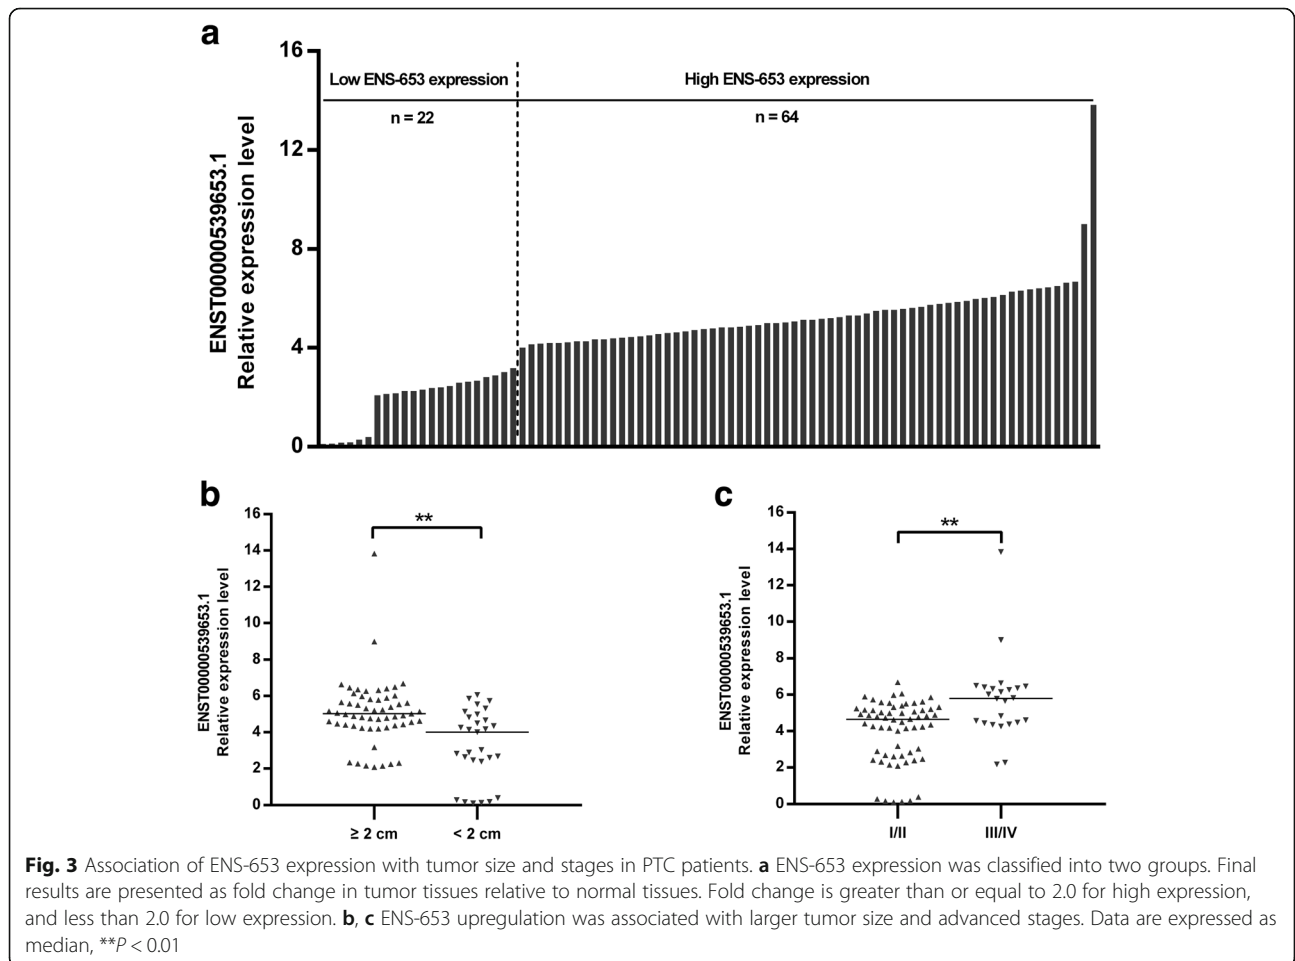 a
16
12
8
4
0
ENST00000539653.1
Relative expression level
Low ENS-653 expression
High ENS-653 expression
n = 22
n = 64
b
16
14
12
10
8
6
4
2
0
ENST00000539653.1
Relative expression level
**
≥ 2 cm
< 2 cm
c
16
14
12
10
8
6
4
2
0
ENST00000539653.1
Relative expression level
**
I/II
III/IV
Fig. 3 Association of ENS-653 expression with tumor size and stages in PTC patients. a ENS-653 expression was classified into two groups. Final
results are presented as fold change in tumor tissues relative to normal tissues. Fold change is greater than or equal to 2.0 for high expression,
and less than 2.0 for low expression. b, c ENS-653 upregulation was associated with larger tumor size and advanced stages. Data are expressed as
median, **P < 0.01